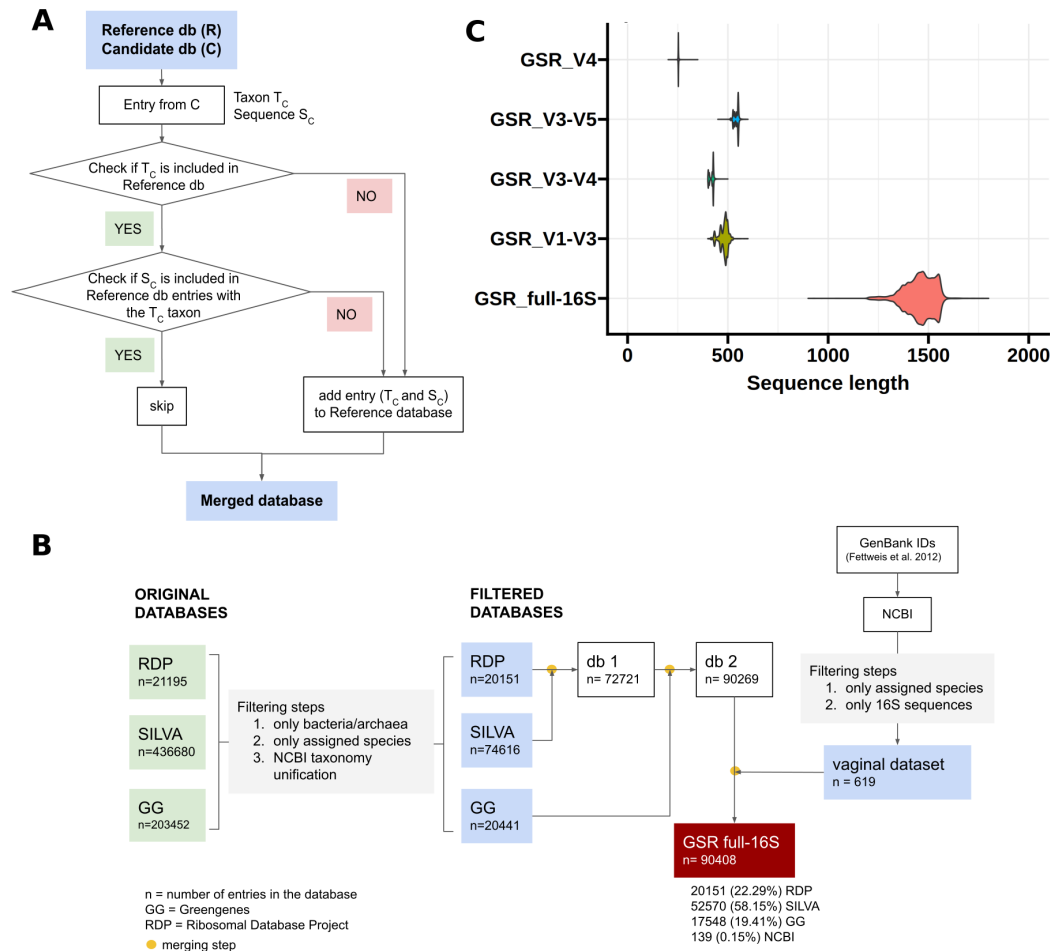 A
Reference db (R)
Candidate db (C)
Entry from C
Taxon TC
Sequence SC
Check if TC is included in
Reference db
NO
YES
Check if SC is included in
Reference db entries with
the TC taxon
NO
YES
skip
add entry (TC and SC)
to Reference database
Merged database
C
GSR_V4
GSR_V3-V5
GSR_V3-V4
GSR_V1-V3
GSR_full-16S
0
500
1000
1500
2000
Sequence length
B
ORIGINAL
DATABASES
RDP
n=21195
SILVA
n=436680
GG
n=203452
Filtering steps
1. only bacteria/archaea
2. only assigned species
3. NCBI taxonomy
unification
FILTERED
DATABASES
RDP
n=20151
SILVA
n=74616
GG
n=20441
db 1
n= 72721
db 2
n= 90269
GenBank IDs
(Fettweis et al. 2012)
NCBI
Filtering steps
1. only assigned species
2. only 16S sequences
vaginal dataset
n = 619
GSR full-16S
n= 90408
20151 (22.29%) RDP
52570 (58.15%) SILVA
17548 (19.41%) GG
139 (0.15%) NCBI
n = number of entries in the database
GG = Greengenes
RDP = Ribosomal Database Project
merging step